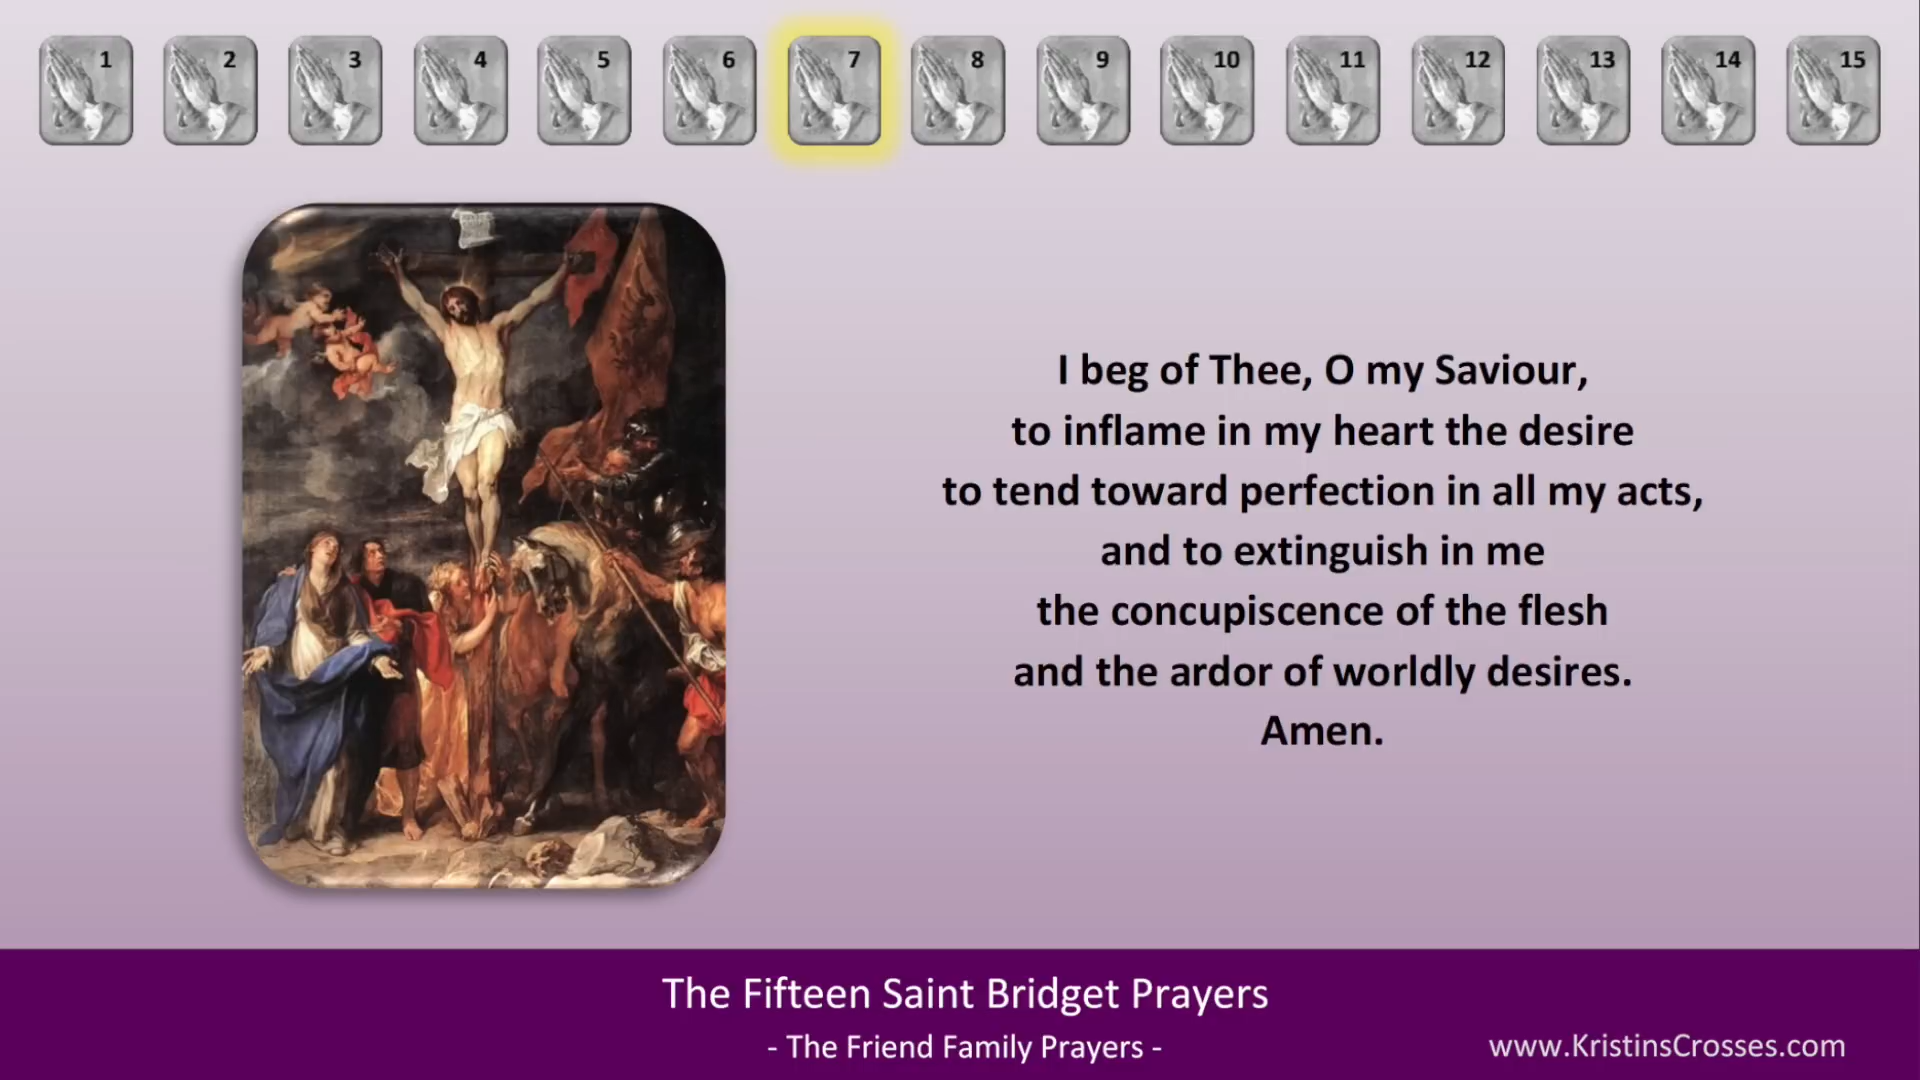 1 2 3 4 5 6 7 8 9 10 11 12 13 14 15
I beg of Thee, O my Saviour,
to inflame in my heart the desire
to tend toward perfection in all my acts,
and to extinguish in me
the concupiscence of the flesh
and the ardor of worldly desires.
Amen.
The Fifteen Saint Bridget Prayers
- The Friend Family Prayers -
www.KristinsCrosses.com